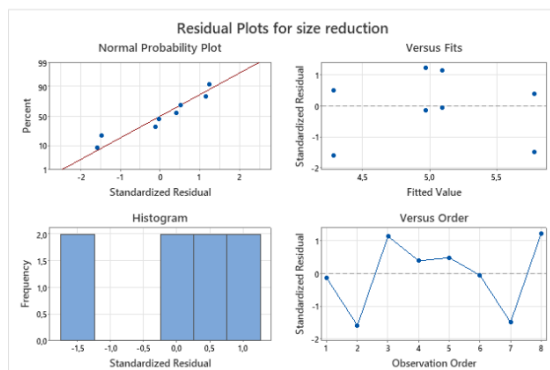 Residual Plots for size reduction
Normal Probability Plot
99
90
50
10
1
Percent
-2 -1 0 1 2
Standardized Residual
Versus Fits
1
0
-1
-2
Standardized Residual
4,5 5,0 5,5
Fitted Value
Histogram
2,0
1,5
1,0
0,5
0,0
Frequency
-1,5 -1,0 -0,5 0,0 0,5 1,0
Standardized Residual
Versus Order
1
0
-1
-2
Standardized Residual
1 2 3 4 5 6 7 8
Observation Order